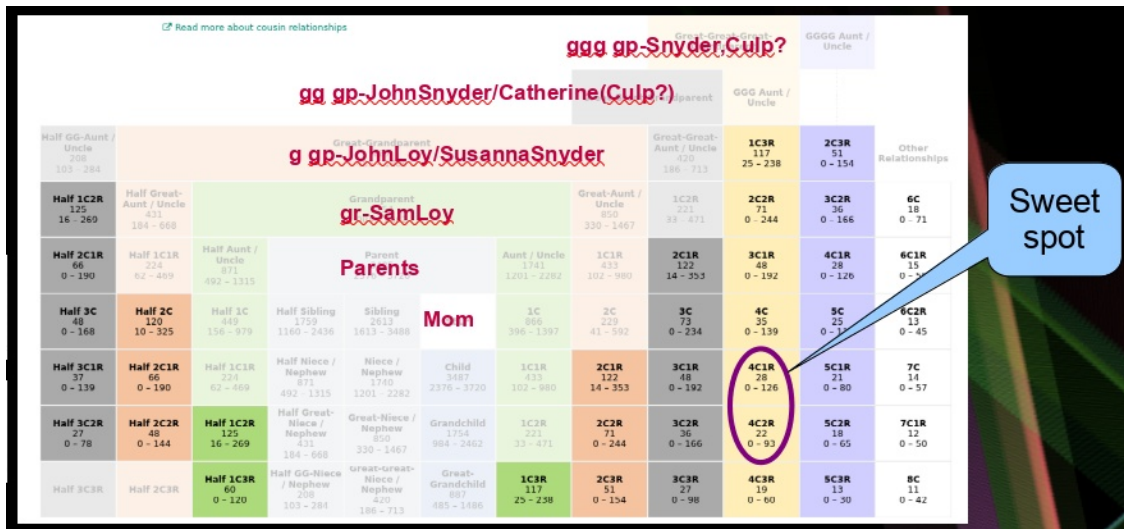 Read more about cousin relationships
ggg gp-Snyder,Culp?
GGGG Aunt /
Uncle
gg gp-JohnSnyder/Catherine(Culp?)
GGG Aunt /
Uncle
Half GG-Aunt /
Uncle
208
103 - 284
g gp-JohnLoy/SusannaSnyder
Great-Great-
Aunt / Uncle
420
186 - 713
1C3R
117
25 – 238
2C3R
51
0 – 154
Other
Relationships
Half 1C2R
125
16 – 269
Half Great-
Aunt / Uncle
431
184 – 668
Grandparent
gr-SamLoy
Great-Aunt /
Uncle
850
330 – 1467
1C2R
221
33 – 471
2C2R
71
0 – 244
3C2R
36
0 – 166
6C
18
0 – 71
Half 2C1R
66
0 – 190
Half 1C1R
224
62 – 469
Half Aunt /
Uncle
871
492 – 1315
Parent
Parents
Aunt / Uncle
1741
1201 – 2282
1C1R
433
102 – 980
2C1R
122
14 – 353
3C1R
48
0 – 192
4C1R
28
0 – 126
6C1R
15
Half 3C
48
0 – 168
Half 2C
120
10 – 325
Half 1C
449
156 – 979
Half Sibling
1759
1160 – 2436
Sibling
2613
1613 – 3488
Mom
1C
866
396 – 1397
2C
229
41 – 592
3C
73
0 – 234
4C
35
0 – 139
5C
25
6C2R
13
0 – 45
Half 3C1R
37
0 – 139
Half 2C1R
66
0 – 190
Half 1C1R
224
62 – 469
Half Niece /
Nephew
871
492 – 1315
Niece /
Nephew
1740
1201 – 2282
Child
3487
2376 – 3720
1C1R
433
102 – 980
2C1R
122
14 – 353
3C1R
48
0 – 192
4C1R
28
0 – 126
5C1R
21
0 – 80
7C
14
0 – 57
Half 3C2R
27
0 – 78
Half 2C2R
48
0 – 144
Half 1C2R
125
16 – 269
Half Great-
Niece /
Nephew
431
184 – 668
Great-Niece /
Nephew
850
330 – 1467
Grandchild
1754
984 – 2462
1C2R
221
33 – 471
2C2R
71
0 – 244
3C2R
36
0 – 166
4C2R
22
0 – 93
5C2R
18
0 – 65
7C1R
12
0 – 50
Half 3C3R
Half 2C3R
Half 1C3R
60
0 – 120
Half GG-Niece
/ Nephew
208
103 – 284
Great-Great-
Niece /
Nephew
420
186 – 713
Great-
Grandchild
887
485 – 1486
1C3R
117
25 – 238
2C3R
51
0 – 154
3C3R
27
0 – 98
4C3R
19
0 – 60
5C3R
13
0 – 30
8C
11
0 – 42
Sweet
spot